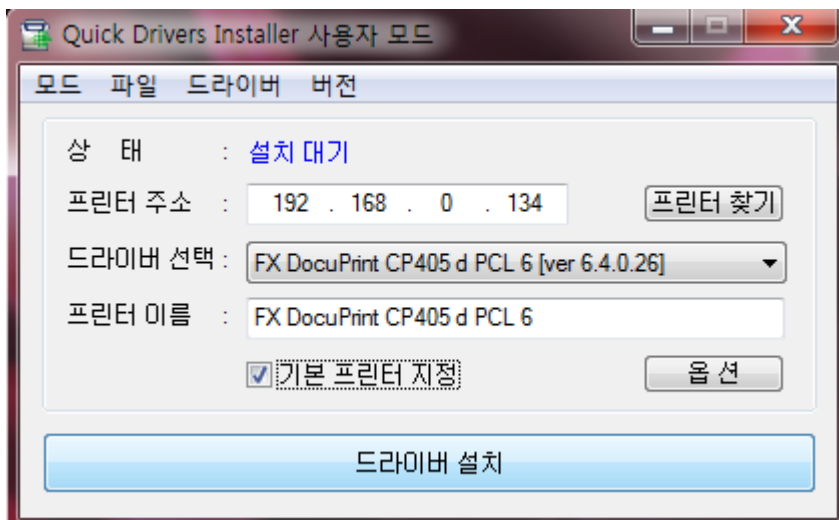 Quick Drivers Installer 사용자 모드
모드 파일 드라이버 버전
상 태 : 설치 대기
프린터 주소 : 192 . 168 . 0 . 134 프린터 찾기
드라이버 선택 : FX DocuPrint CP405 d PCL 6 [ver 6.4.0.26]
프린터 이름 : FX DocuPrint CP405 d PCL 6
기본 프린터 지정 옵 션
드라이버 설치